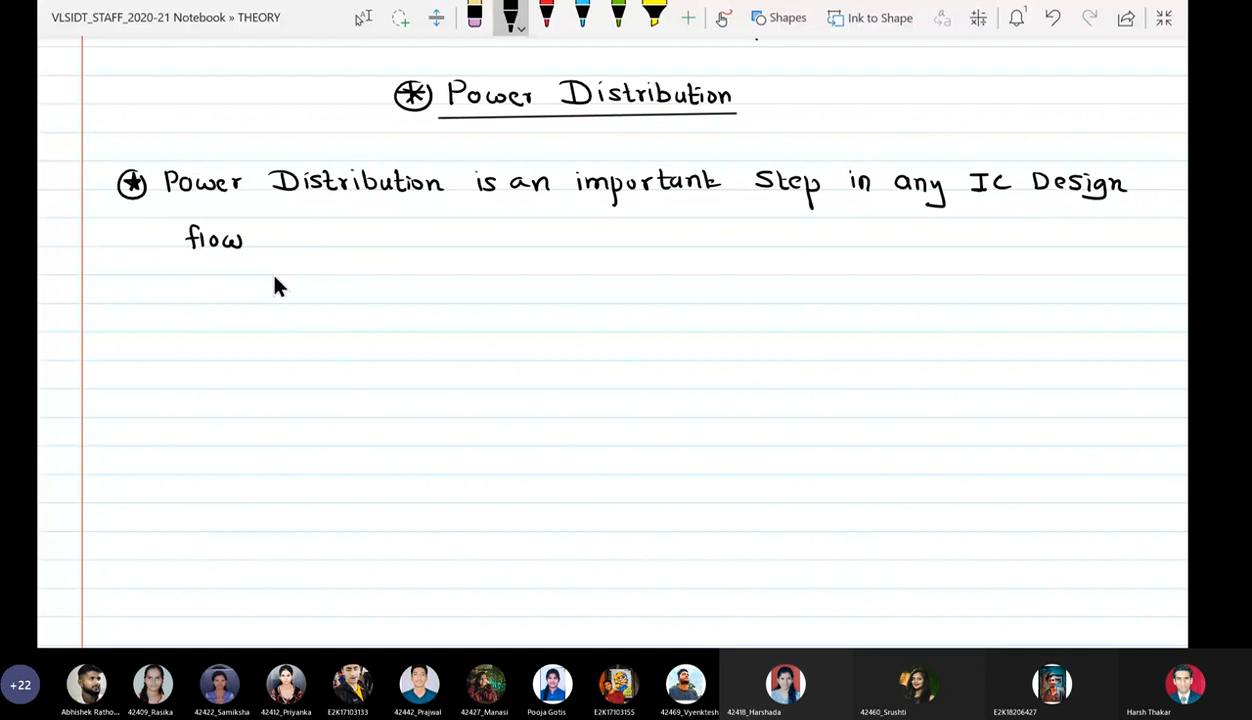 VLSIDT_STAFF_2020-21 Notebook » THEORY
Shapes
Ink to Shape
Power Distribution
Power Distribution is an important Step in any IC Design
flow
+22
Abhishek Ratho...
42409_Rasika
42422_Samiksha
42412_Priyanka
E2K17103133
42442_Prajwal
42427_Manasi
Pooja Gotis
E2K17103155
42469_Vyenktesh
42418_Harshada
42460_Srushti
E2K18206427
Harsh Thakar